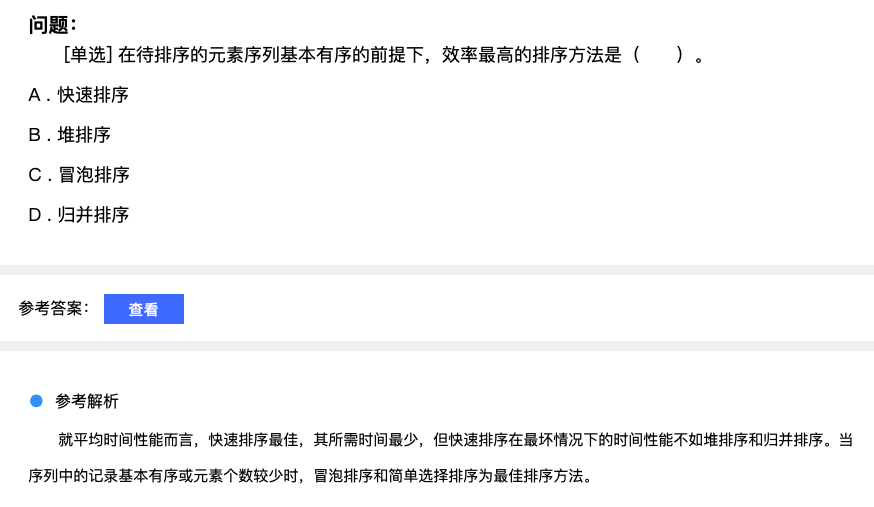 问题：
[单选] 在待排序的元素序列基本有序的前提下，效率最高的排序方法是（　　）。
A . 快速排序
B . 堆排序
C . 冒泡排序
D . 归并排序
参考答案： 查看
参考解析
就平均时间性能而言，快速排序最佳，其所需时间最少，但快速排序在最坏情况下的时间性能不如堆排序和归并排序。当
序列中的记录基本有序或元素个数较少时，冒泡排序和简单选择排序为最佳排序方法。